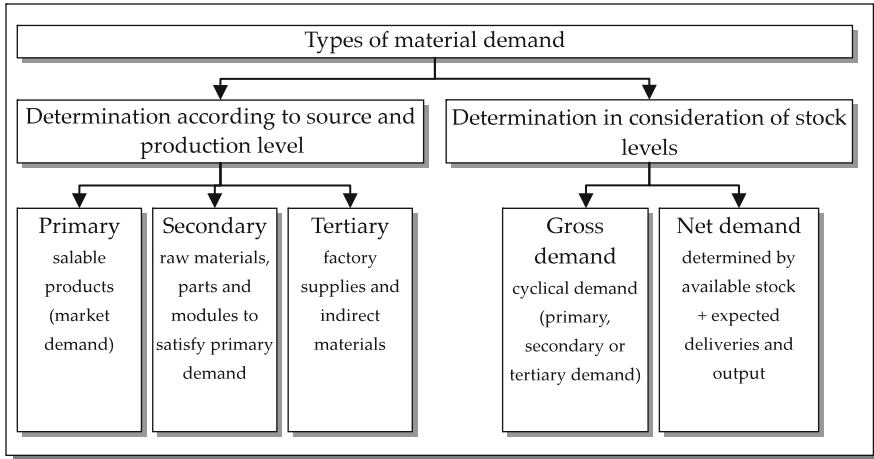 Types of material demand
Determination according to source and
production level
Determination in consideration of stock
levels
Primary
salable
products
(market
demand)
Secondary
raw materials,
parts and
modules to
satisfy primary
demand
Tertiary
factory
supplies and
indirect
materials
Gross
demand
cyclical demand
(primary,
secondary or
tertiary demand)
Net demand
determined by
available stock
+ expected
deliveries and
output